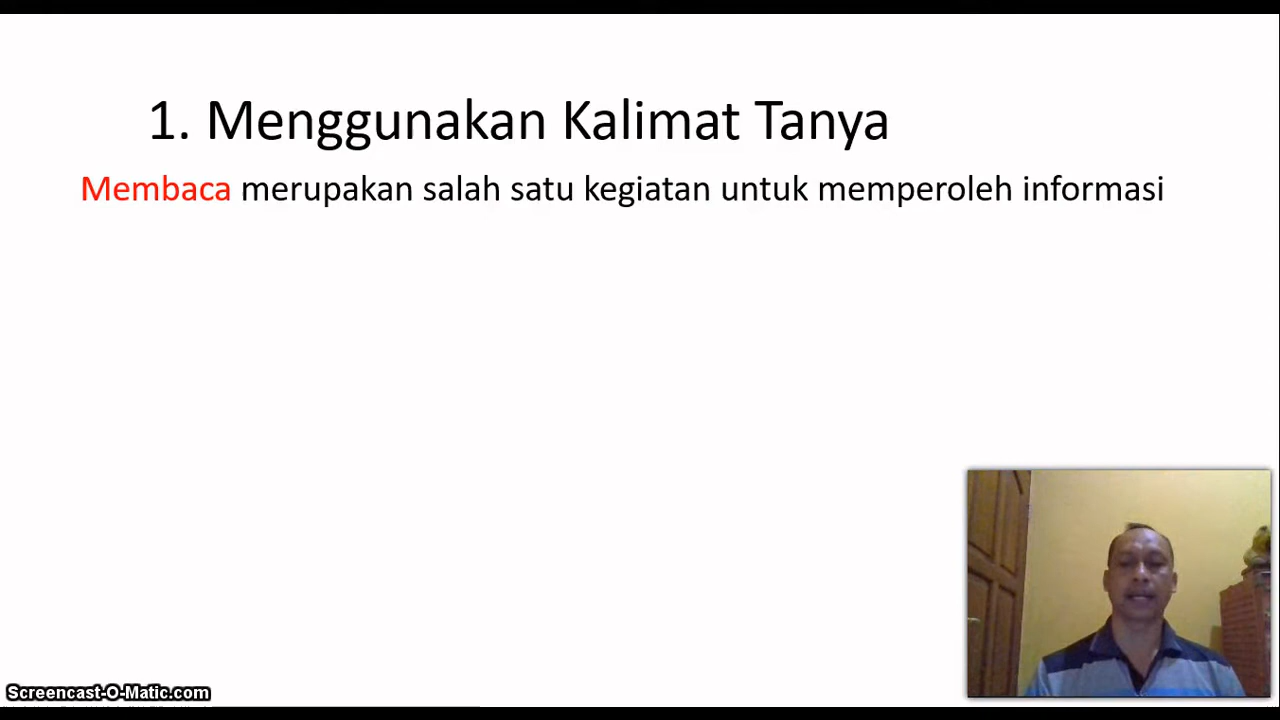 1. Menggunakan Kalimat Tanya
Membaca merupakan salah satu kegiatan untuk memperoleh informasi
Screencast-O-Matic.com